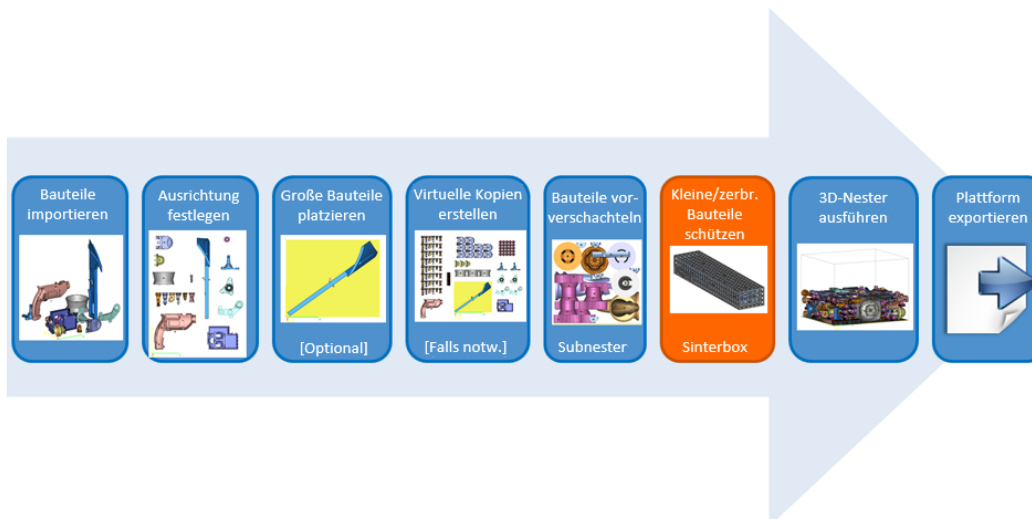 Bauteile
importieren
Ausrichtung
festlegen
Große Bauteile
platzieren
[Optional]
Virtuelle Kopien
erstellen
[Falls notw.]
Bauteile vor-
verschachteln
Subnester
Kleine/zerbr.
Bauteile
schützen
Sinterbox
3D-Nester
ausführen
Plattform
exportieren